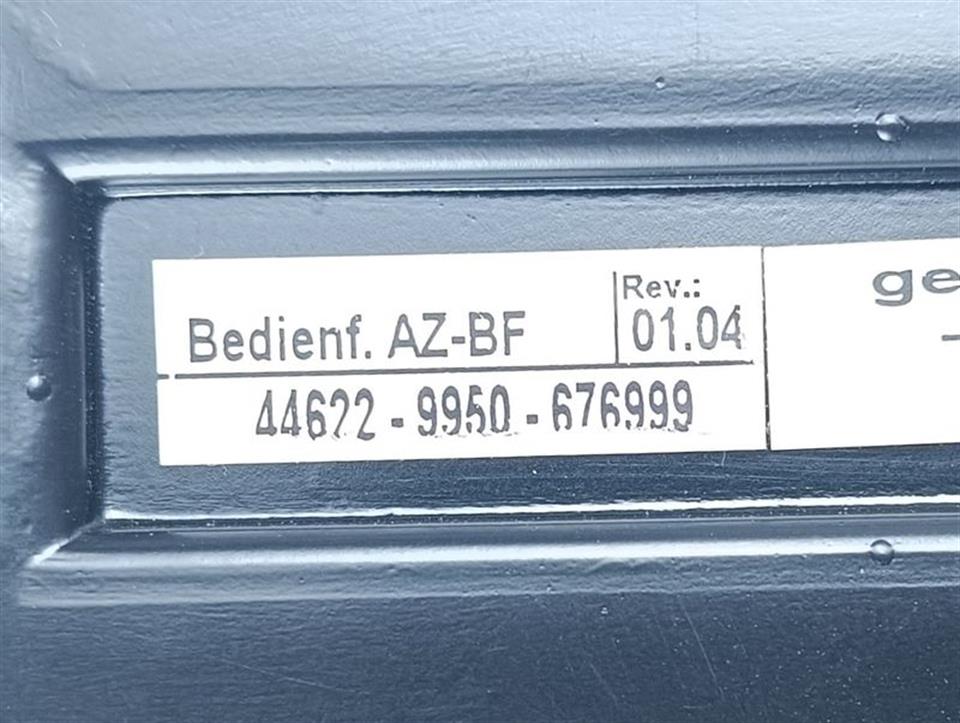 Bedienf. AZ-BF
Rev.:
01.04
44622 - 9950 - 676999
ge